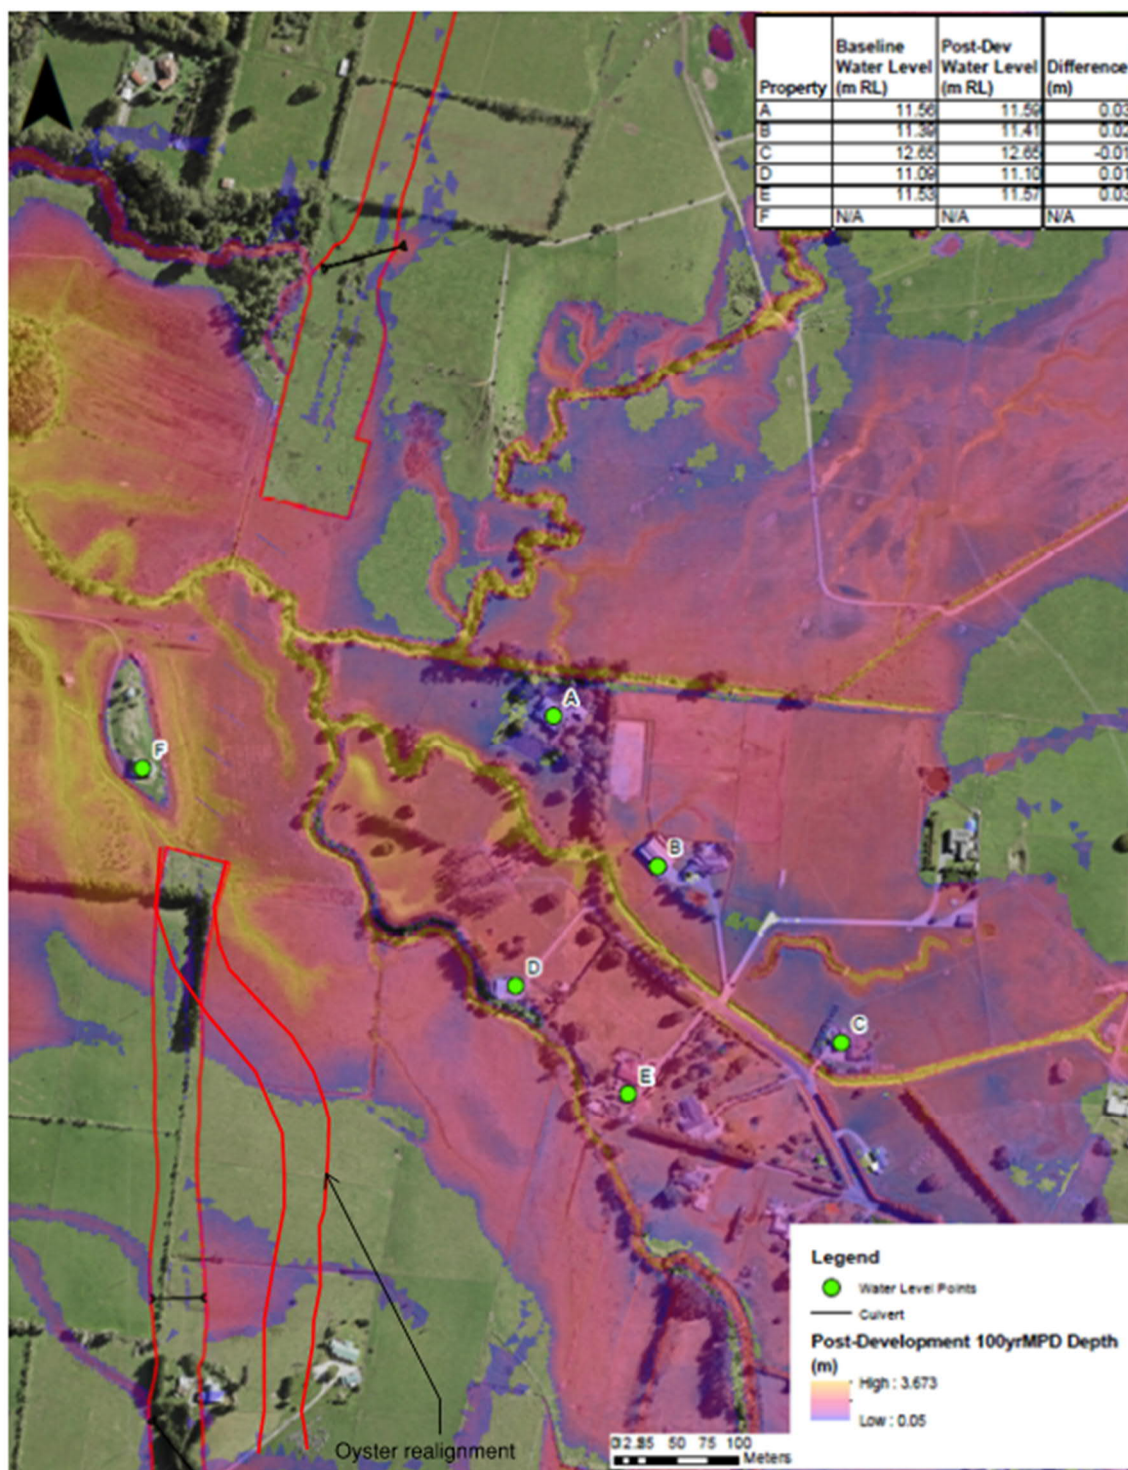 Property Baseline Water Level (m RL) Post-Dev Water Level (m RL) Difference (m)
A 11.56 11.59 0.03
B 11.39 11.41 0.02
C 12.65 12.65 -0.01
D 11.09 11.10 0.01
E 11.53 11.57 0.03
F N/A N/A N/A
A
F
B
D
C
E
Legend
Water Level Points
Culvert
Post-Development 100yrMPD Depth
(m)
High : 3.673
Low : 0.05
Oyster realignment
50 75 100
Meters